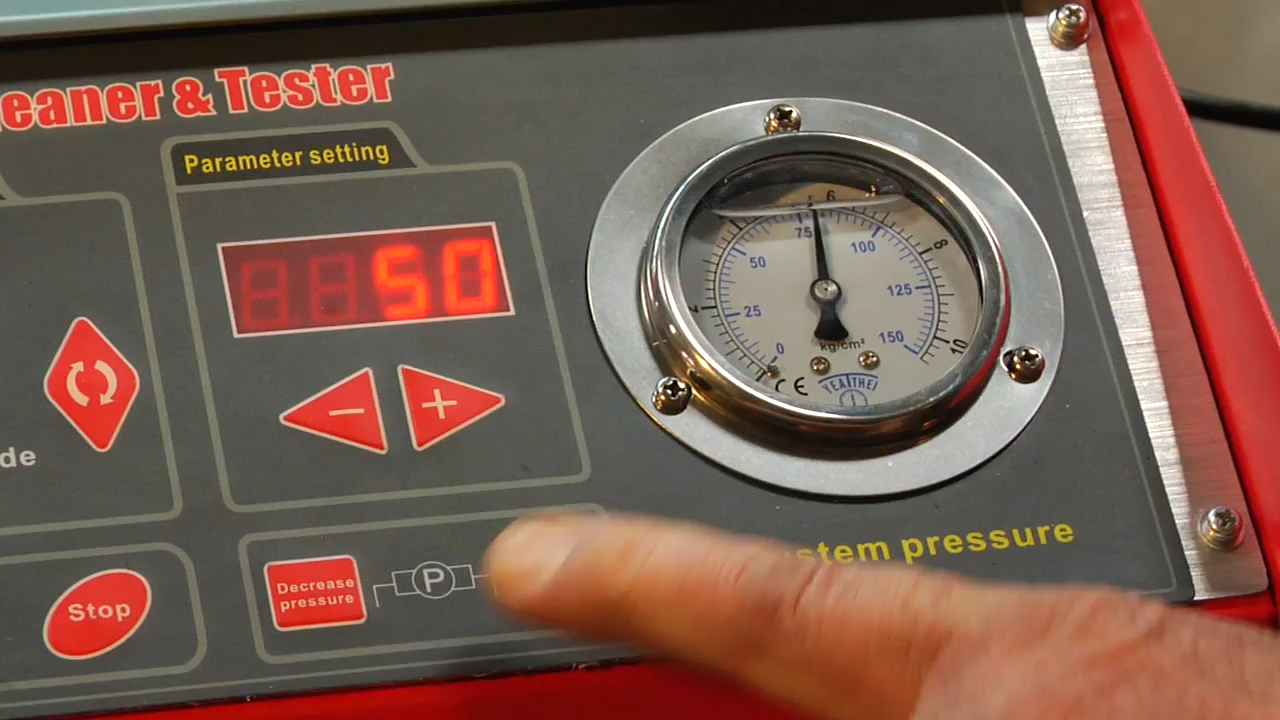 eaner & Tester
Parameter setting
50
−
+
de
Stop
Decrease
pressure
P
stem pressure
6
8
10
0
25
50
75
100
125
150
kg/cm²
CE